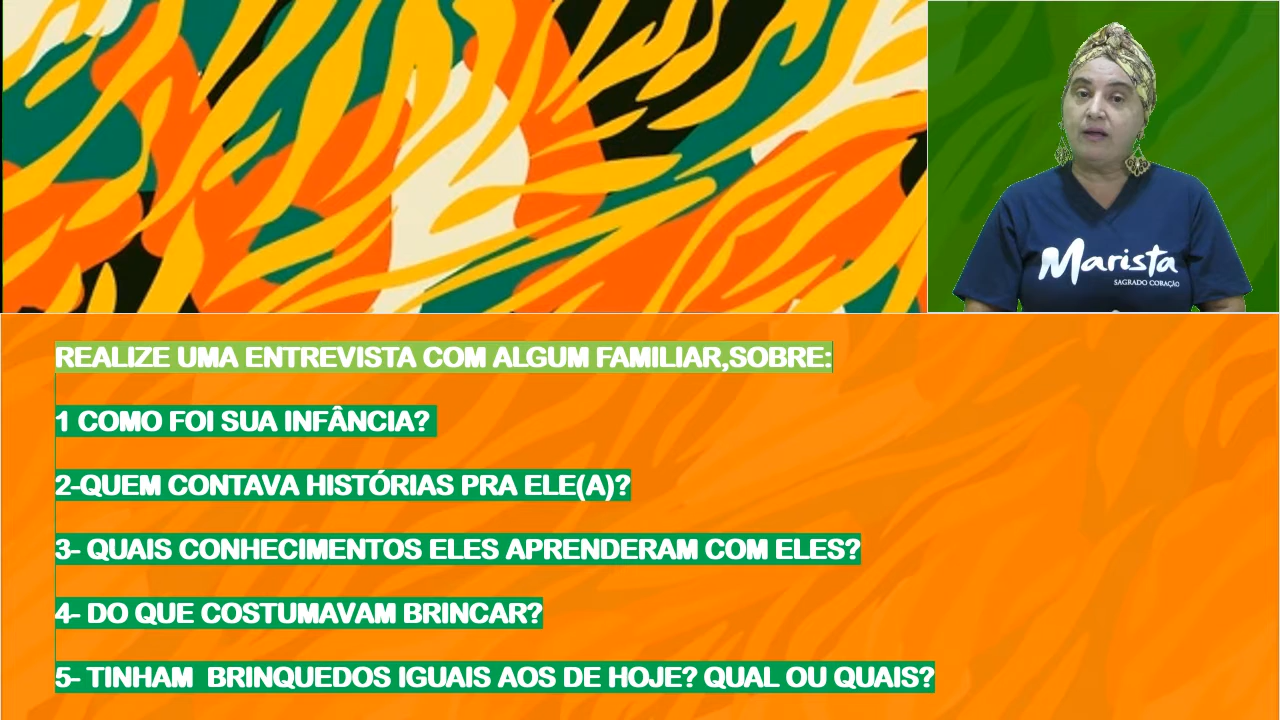 Marista
SAGRADO CORAÇÃO
REALIZE UMA ENTREVISTA COM ALGUM FAMILIAR,SOBRE:
1 COMO FOI SUA INFÂNCIA?
2-QUEM CONTAVA HISTÓRIAS PRA ELE(A)?
3- QUAIS CONHECIMENTOS ELES APRENDERAM COM ELES?
4- DO QUE COSTUMAVAM BRINCAR?
5- TINHAM  BRINQUEDOS IGUAIS AOS DE HOJE? QUAL OU QUAIS?